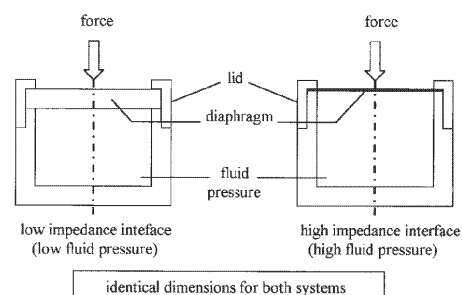 force
force
lid
diaphragm
fluid
pressure
low impedance inteface
(low fluid pressure)
high impedance interface
(high fluid pressure)
identical dimensions for both systems